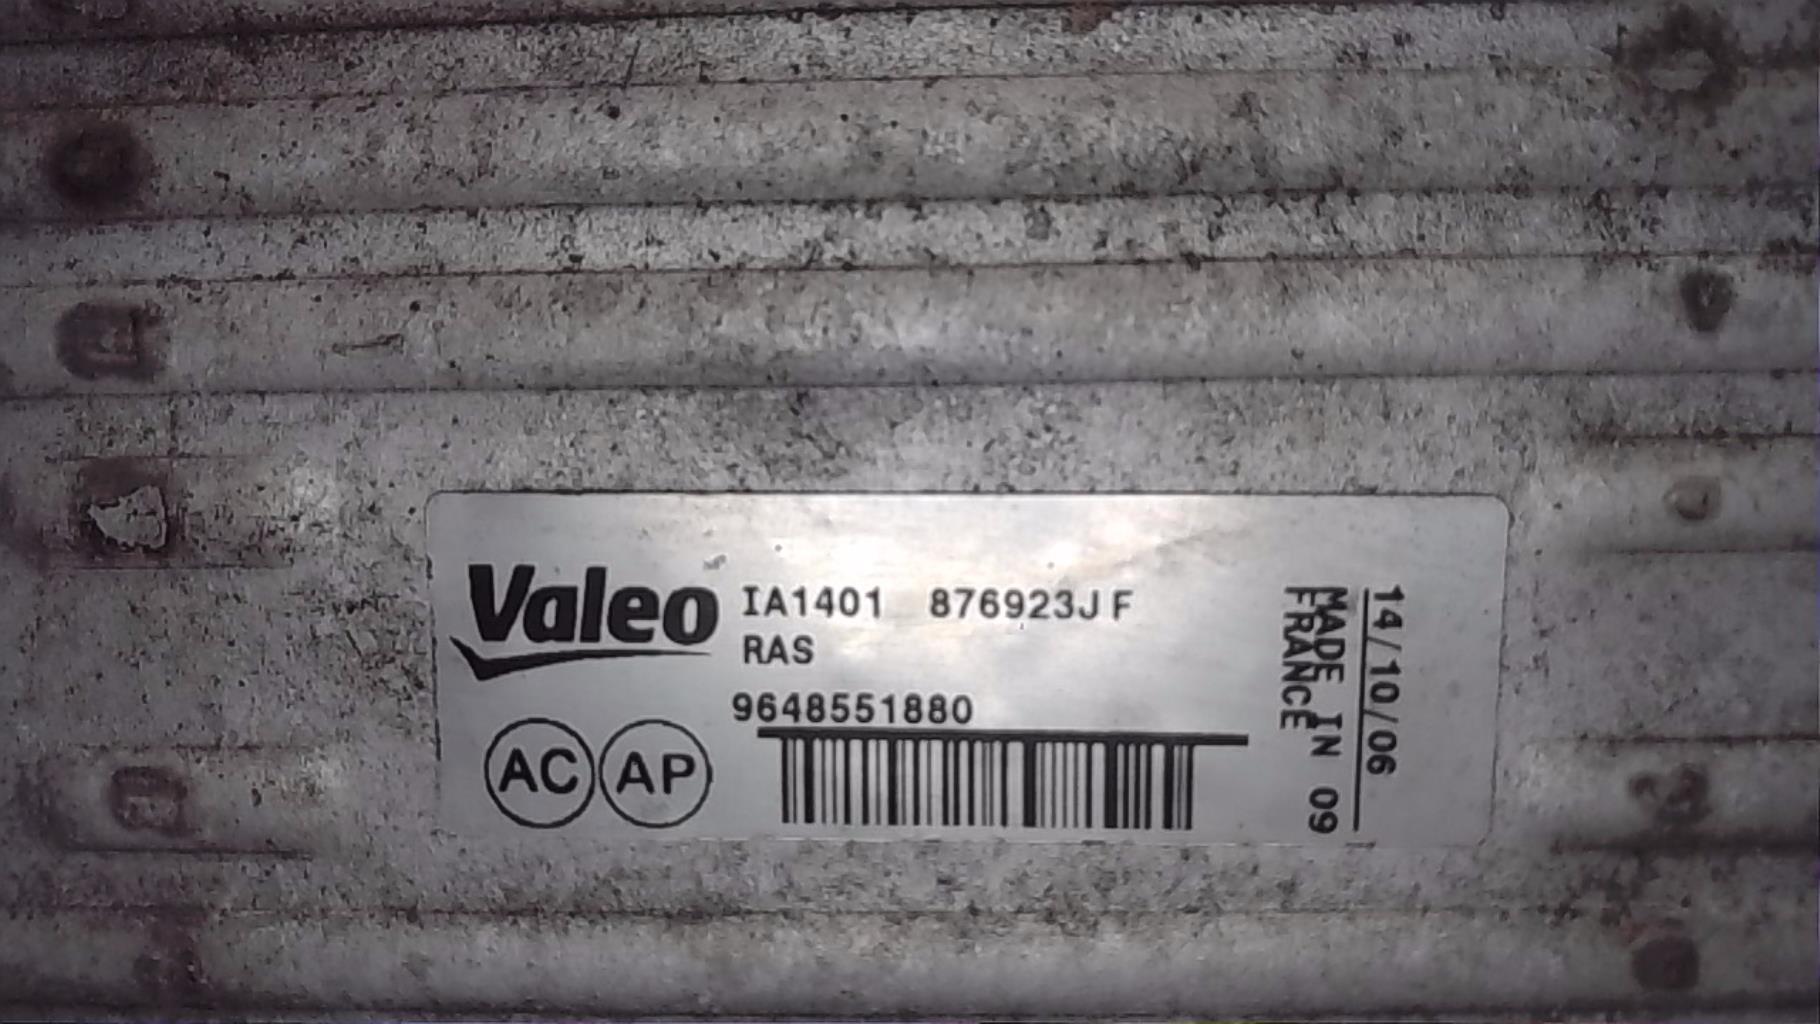 Valeo
IA1401 876923J F
RAS
9648551880
AC AP
14/10/06
MADE IN 09
FRANCE